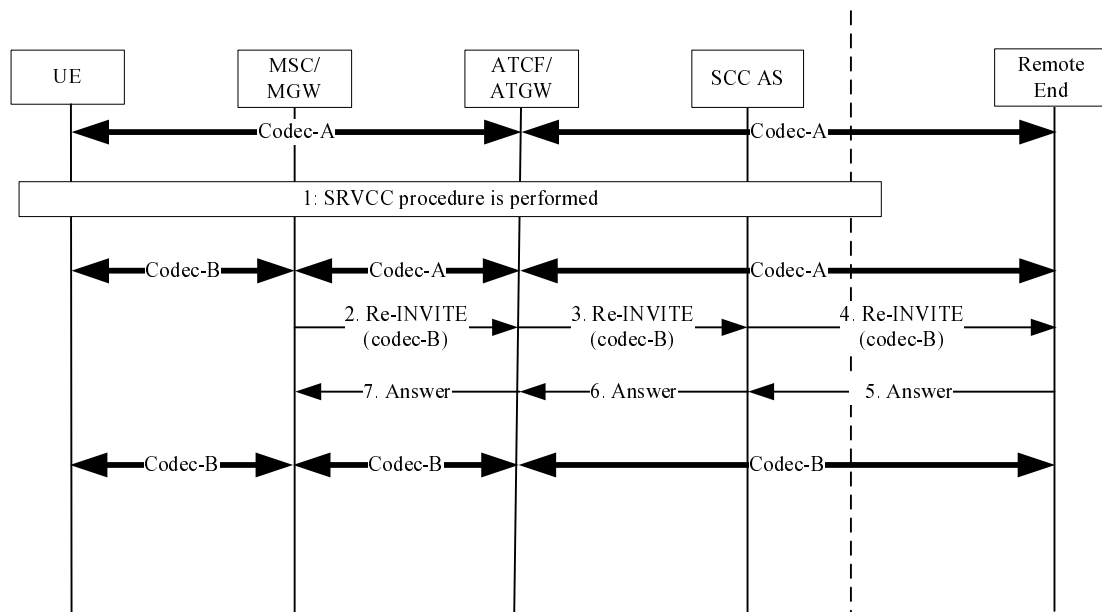 UE
MSC/
MGW
ATCF/
ATGW
SCC AS
Remote
End
Codec-A
Codec-A
1: SRVCC procedure is performed
Codec-B
Codec-A
Codec-A
2. Re-INVITE
(codec-B)
3. Re-INVITE
(codec-B)
4. Re-INVITE
(codec-B)
7. Answer
6. Answer
5. Answer
Codec-B
Codec-B
Codec-B